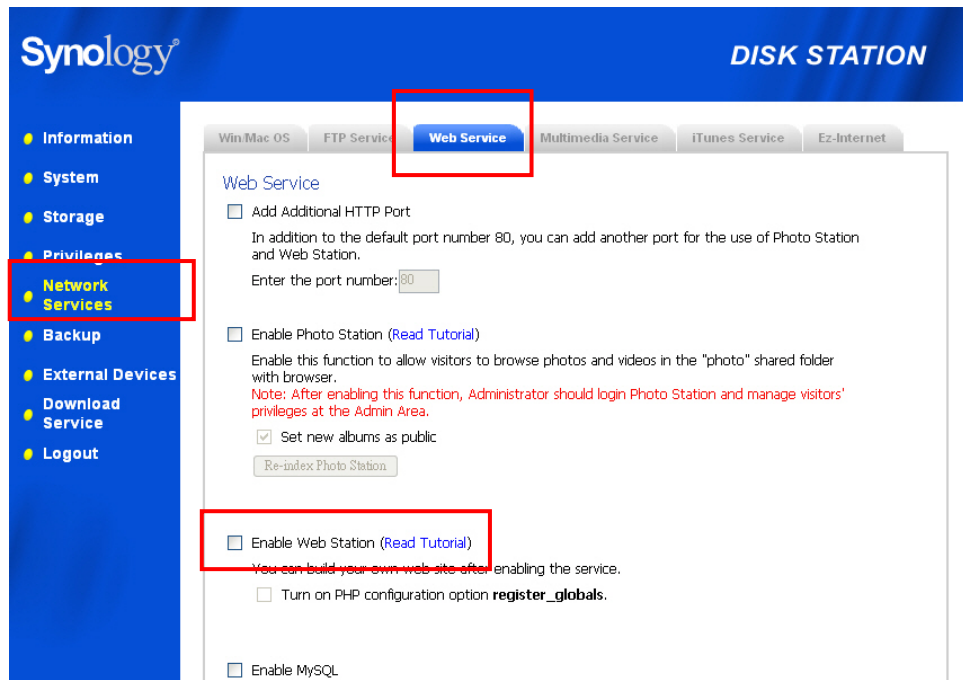 Synology
DISK STATION
Information
System
Storage
Privileges
Network
Services
Backup
External Devices
Download
Service
Logout
Win/Mac OS FTP Service Web Service Multimedia Service iTunes Service Ez-Internet
Web Service
Add Additional HTTP Port
In addition to the default port number 80, you can add another port for the use of Photo Station
and Web Station.
Enter the port number: 80
Enable Photo Station (Read Tutorial)
Enable this function to allow visitors to browse photos and videos in the "photo" shared folder
with browser.
Note: After enabling this function, Administrator should login Photo Station and manage visitors'
privileges at the Admin Area.
Set new albums as public
Re-index Photo Station
Enable Web Station (Read Tutorial)
You can build your own web site after enabling the service.
Turn on PHP configuration option register_globals.
Enable MySQL